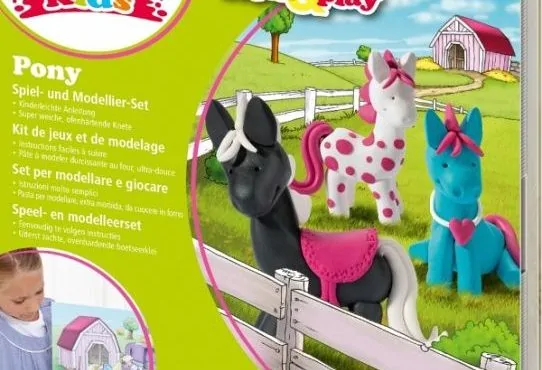 Kids
& Play
Pony
Spiel- und Modellier-Set
• Kinderleichte Anleitung
• Super weiche, ofenhärtende Knete
Kit de jeux et de modelage
• Instructions faciles à suivre
• Pâte à modeler durcissante au four, ultra-douce
Set per modellare e giocare
• Istruzioni molto semplici
• Pasta per modellare, extra morbida, da cuocere in forno
Speel- en modelleerset
• Eenvoudig te volgen instructies
• Uiterst zachte, ovenhardende boetseerklei